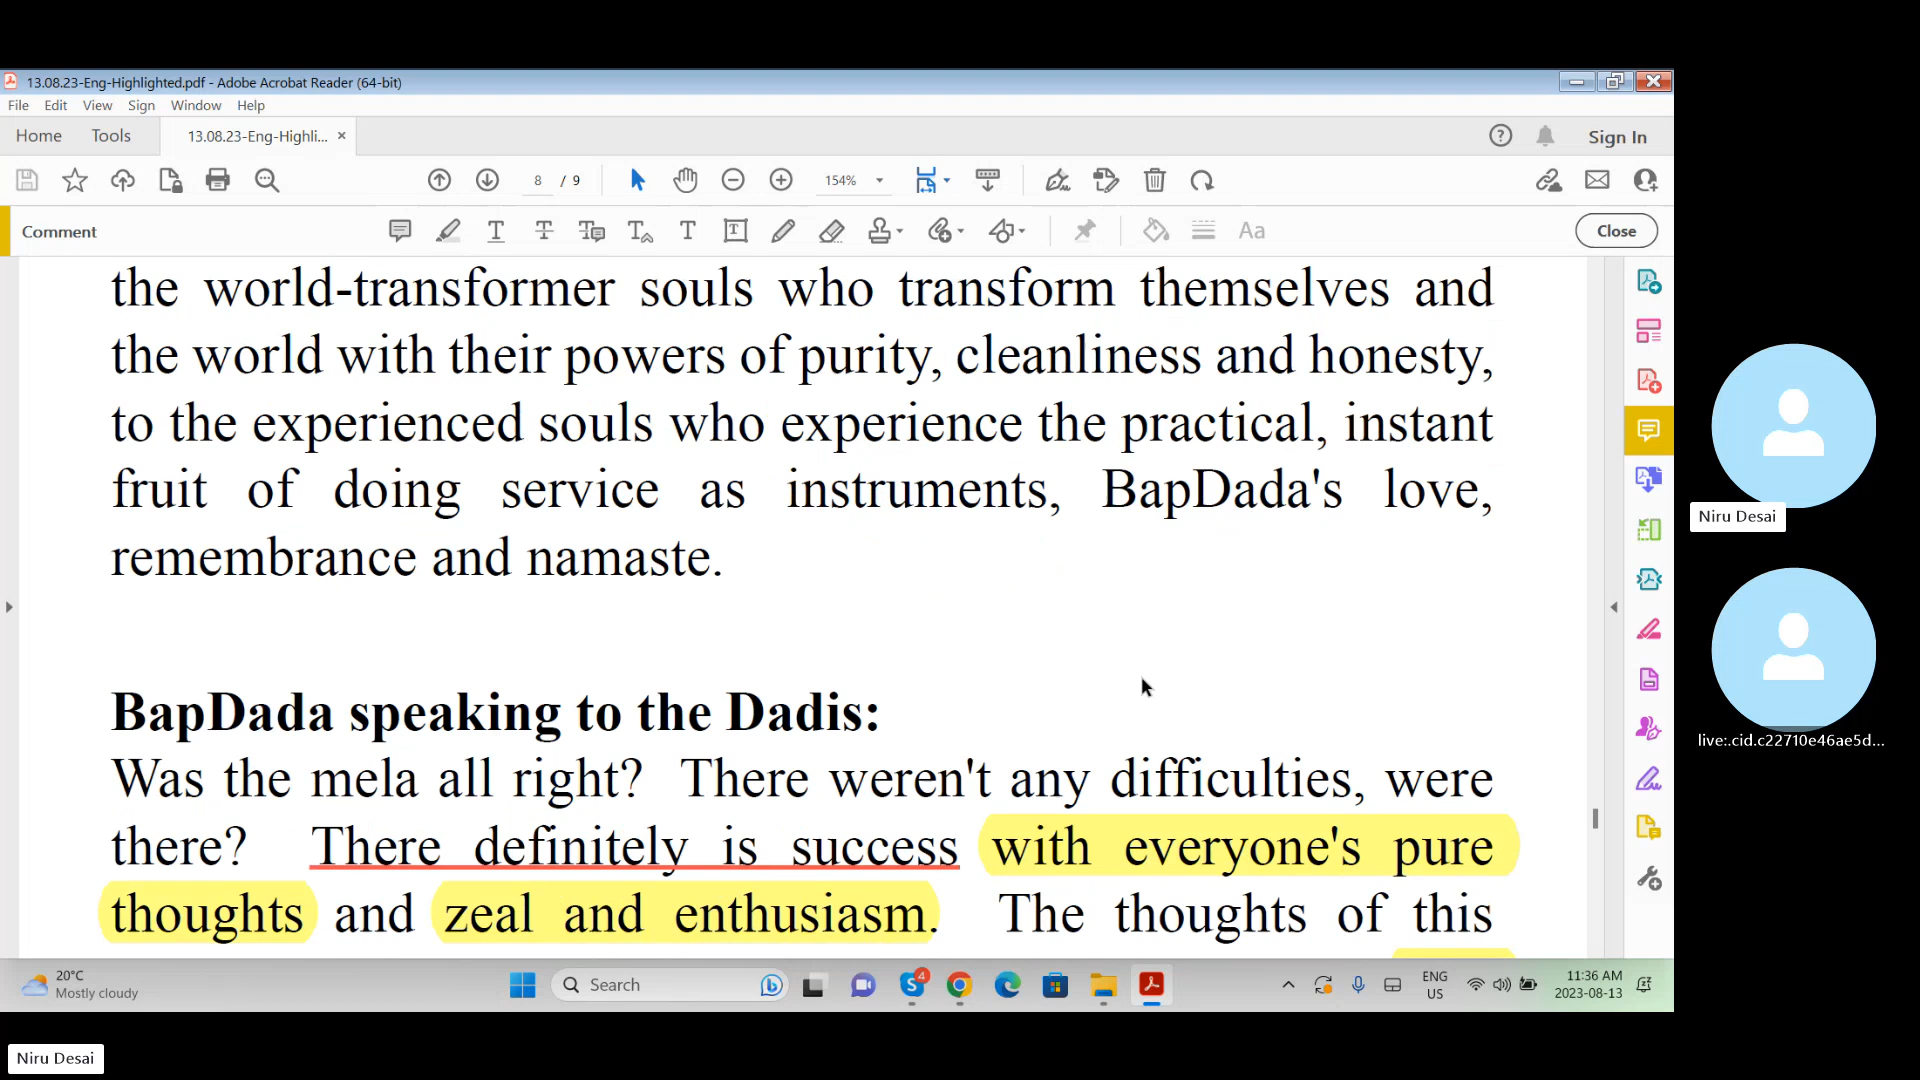 13.08.23-Eng-Highlighted.pdf - Adobe Acrobat Reader (64-bit)
File Edit View Sign Window Help
Home Tools 13.08.23-Eng-Highli... × Sign In
8 / 9 154%
Comment Aa Close
the world-transformer souls who transform themselves and
the world with their powers of purity, cleanliness and honesty,
to the experienced souls who experience the practical, instant
fruit of doing service as instruments, BapDada's love,
remembrance and namaste.
BapDada speaking to the Dadis:
Was the mela all right? There weren't any difficulties, were
there? There definitely is success with everyone's pure
thoughts and zeal and enthusiasm. The thoughts of this
Niru Desai
live:.cid.c22710e46ae5d...
20°C
Mostly cloudy
Search
4
ENG
US
11:36 AM
2023-08-13
Niru Desai